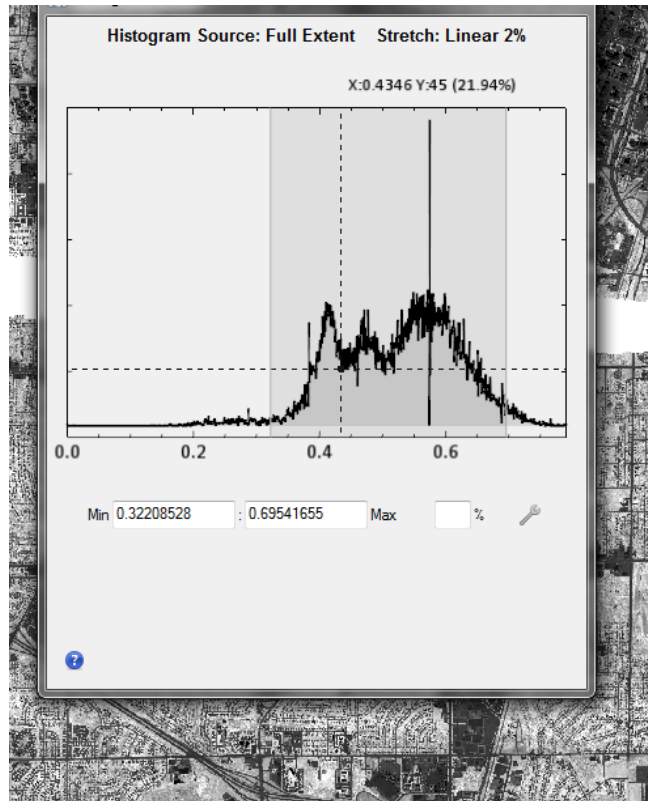 Histogram Source: Full Extent Stretch: Linear 2%
X:0.4346 Y:45 (21.94%)
0.0 0.2 0.4 0.6
Min 0.32208528 : 0.69541655 Max %
?